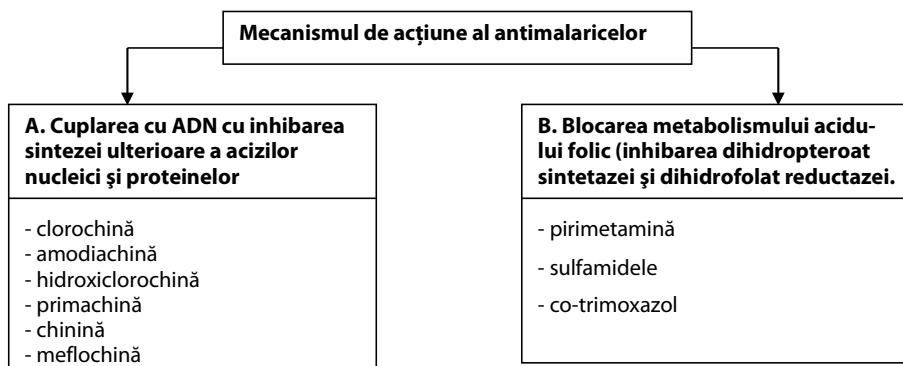 Mecanismul de acțiune al antimalaricelor
A. Cuplarea cu ADN cu inhibarea
sintezei ulterioare a acizilor
nucleici şi proteinelor
- clorochină
- amodiachină
- hidroxiclorochină
- primachină
- chinină
- meflochină
B. Blocarea metabolismului acidu-
lui folic (inhibarea dihidropteroat
sintetazei şi dihidrofolat reductazei.
- pirimetamină
- sulfamidele
- co-trimoxazol